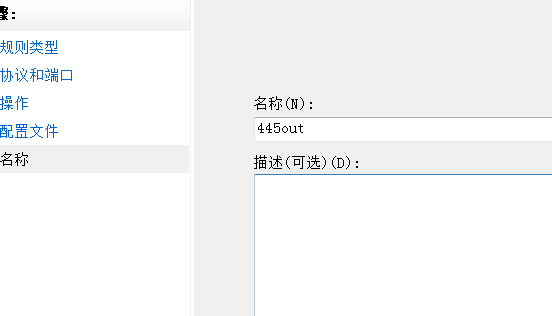 骤:
规则类型
协议和端口
操作
配置文件
名称
名称(N):
445out
描述(可选)(D):